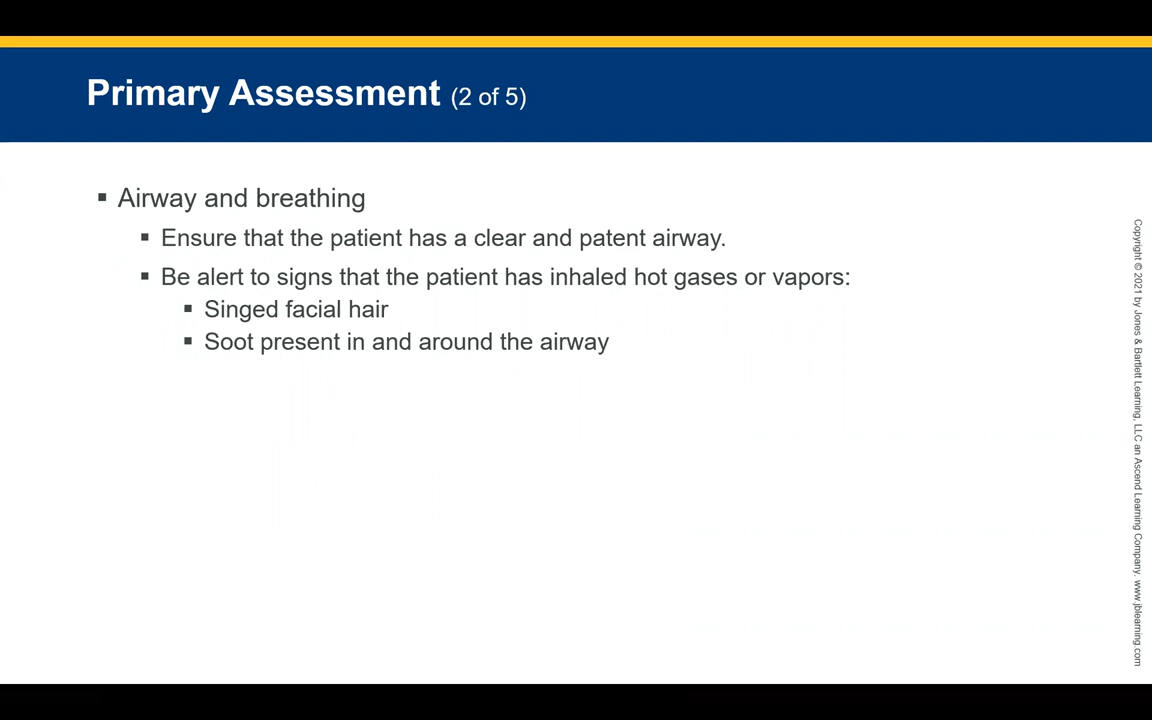 Primary Assessment (2 of 5)
▪ Airway and breathing
▪ Ensure that the patient has a clear and patent airway.
▪ Be alert to signs that the patient has inhaled hot gases or vapors:
▪ Singed facial hair
▪ Soot present in and around the airway
Copyright © 2021 by Jones & Bartlett Learning, LLC an Ascend Learning Company. www.jblearning.com